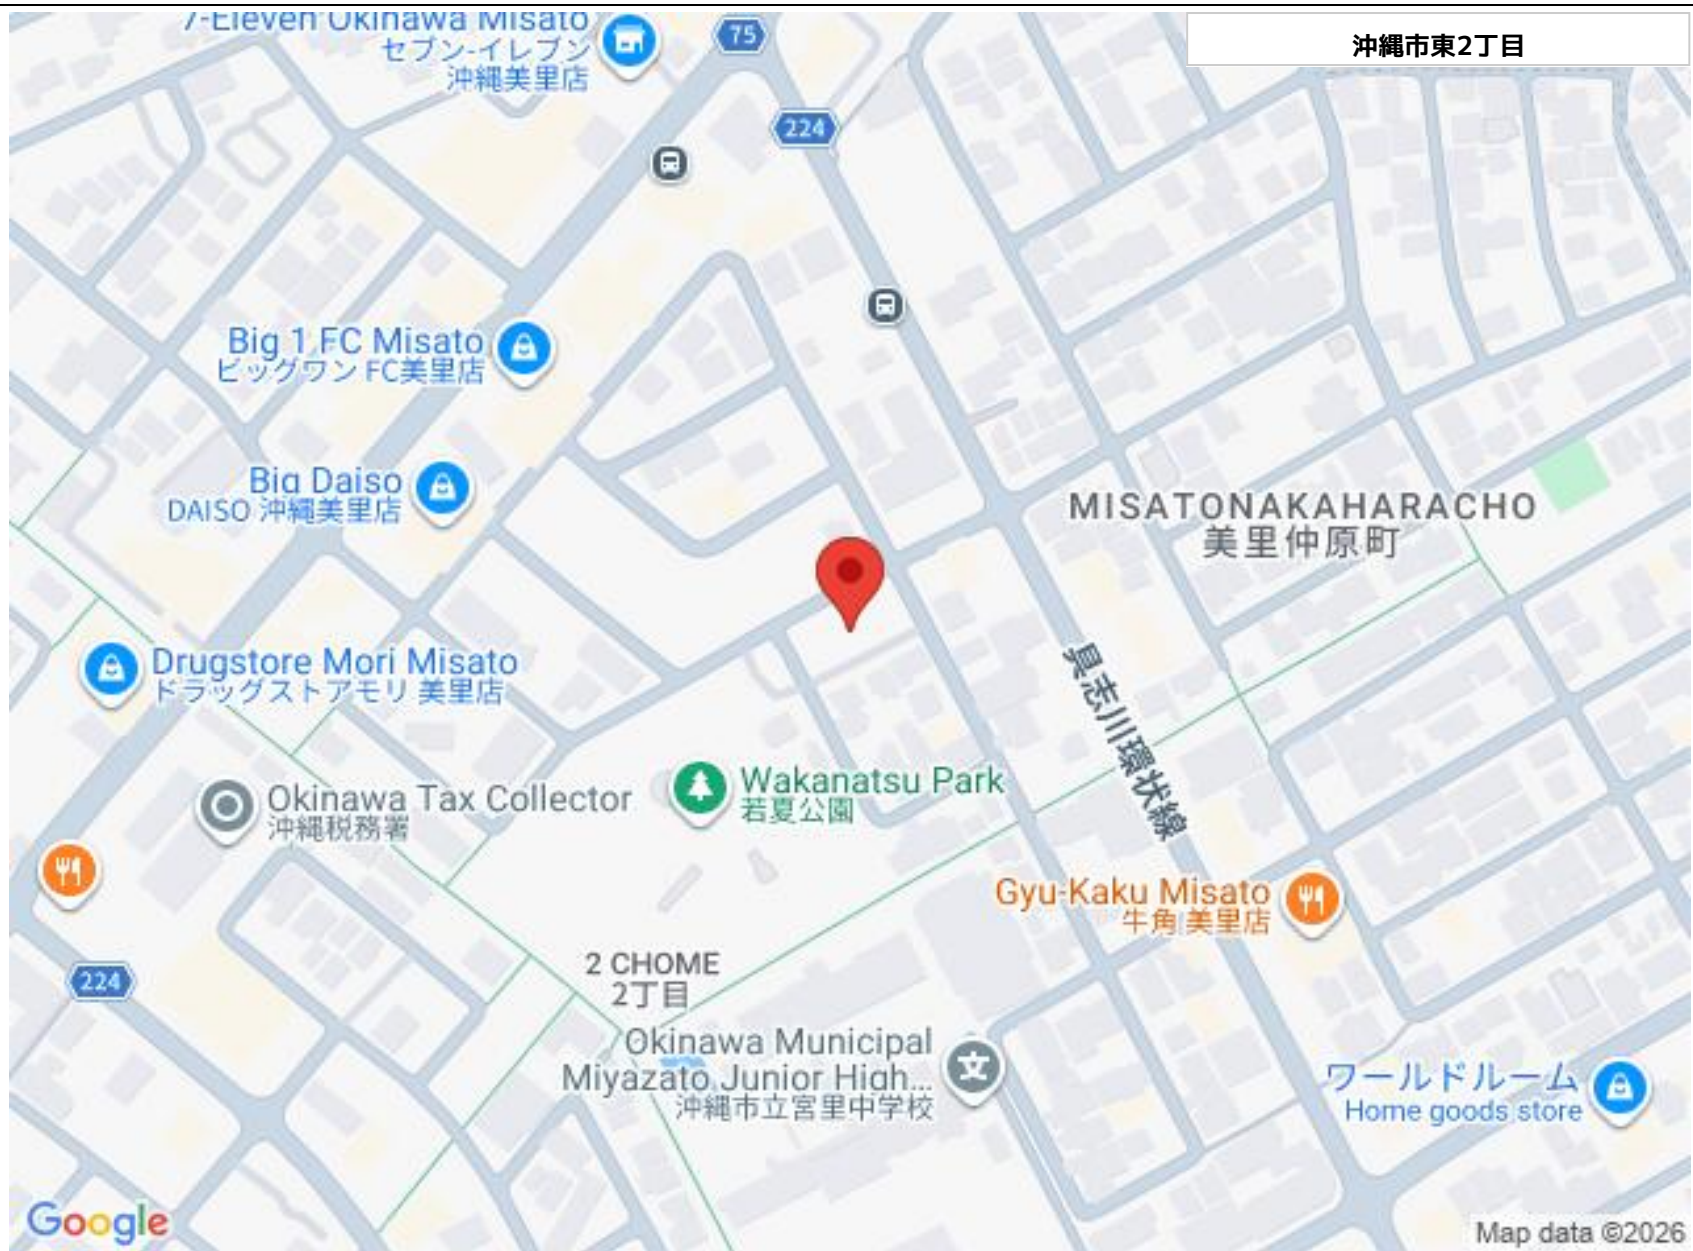 7-Eleven Okinawa Misato
セブン-イレブン
沖縄美里店
75
沖縄市東2丁目
224
Big 1 FC Misato
ビッグワン FC美里店
Big Daiso
DAISO 沖縄美里店
MISATONAKAHARACHO
美里仲原町
Drugstore Mori Misato
ドラッグストアモリ 美里店
具志川環状線
Wakanatsu Park
若夏公園
Okinawa Tax Collector
沖縄税務署
Gyu-Kaku Misato
牛角 美里店
224
2 CHOME
2丁目
Okinawa Municipal
Miyazato Junior High...
沖縄市立宮里中学校
文
ワールドルーム
Home goods store
Google
Map data ©2026